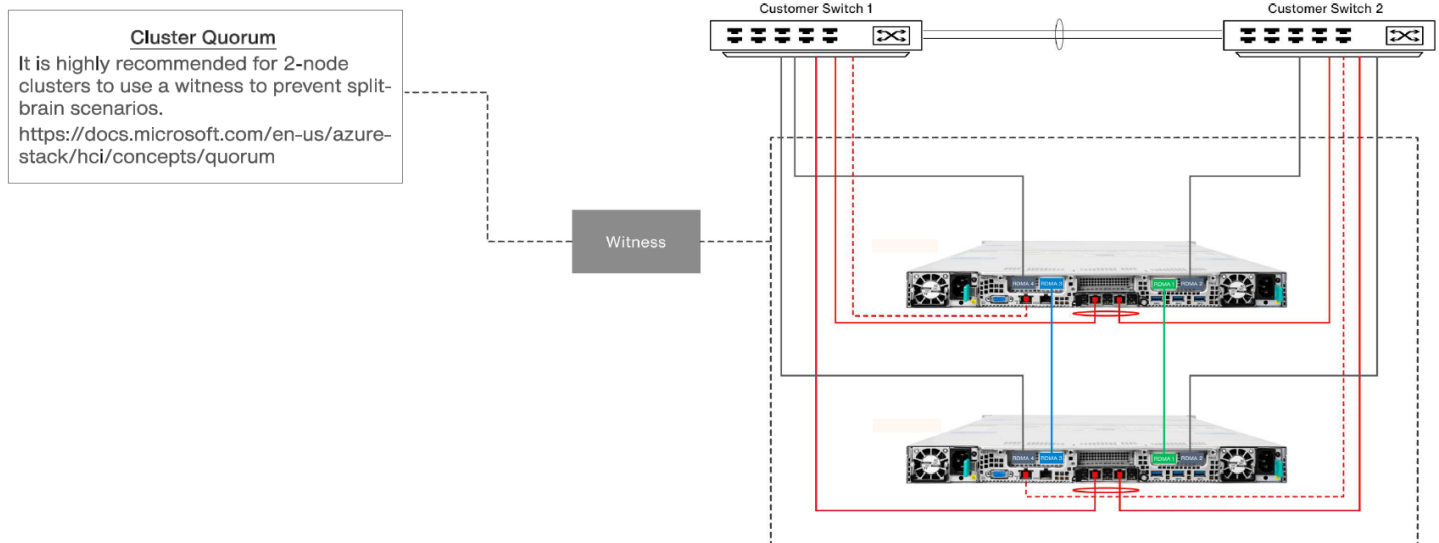 Customer Switch 1
Customer Switch 2
Cluster Quorum
It is highly recommended for 2-node
clusters to use a witness to prevent split-
brain scenarios.
https://docs.microsoft.com/en-us/azure-
stack/hci/concepts/quorum
Witness
RDMA 4 RDMA 3 RDMA 1 RDMA 2
RDMA 4 RDMA 3 RDMA 1 RDMA 2